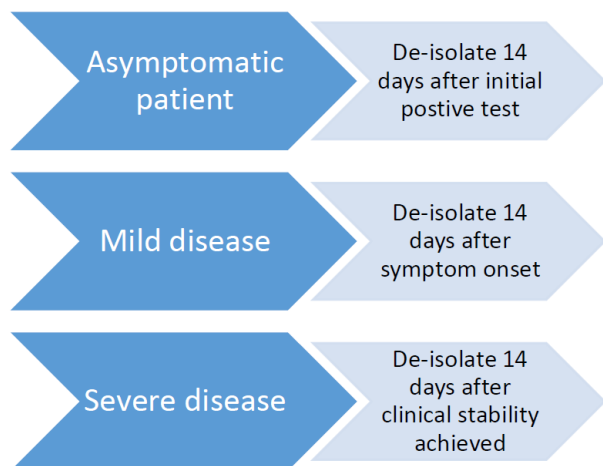 Asymptomatic
patient
De-isolate 14
days after initial
postive test
Mild disease
De-isolate 14
days after
symptom onset
Severe disease
De-isolate 14
days after
clinical stability
achieved